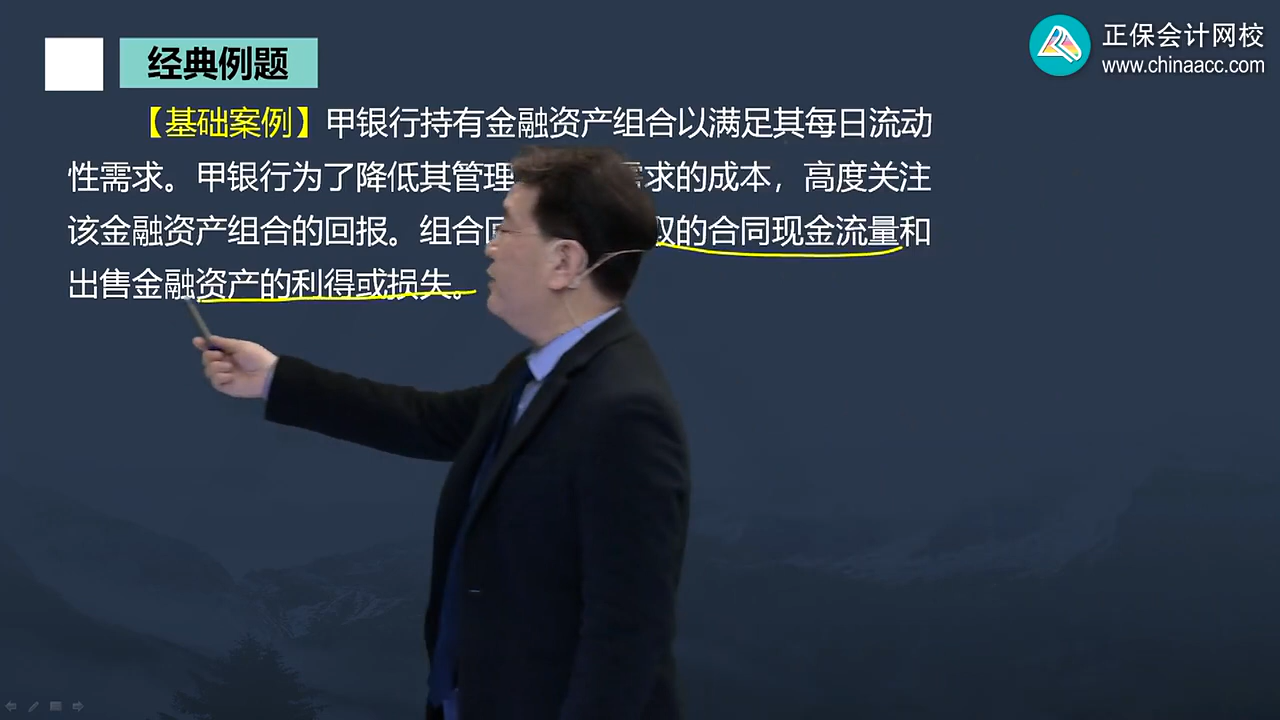 正保会计网校
www.chinaacc.com
经典例题
【基础案例】甲银行持有金融资产组合以满足其每日流动
性需求。甲银行为了降低其管理 需求的成本，高度关注
该金融资产组合的回报。组合 的合同现金流量和
出售金融资产的利得或损失。